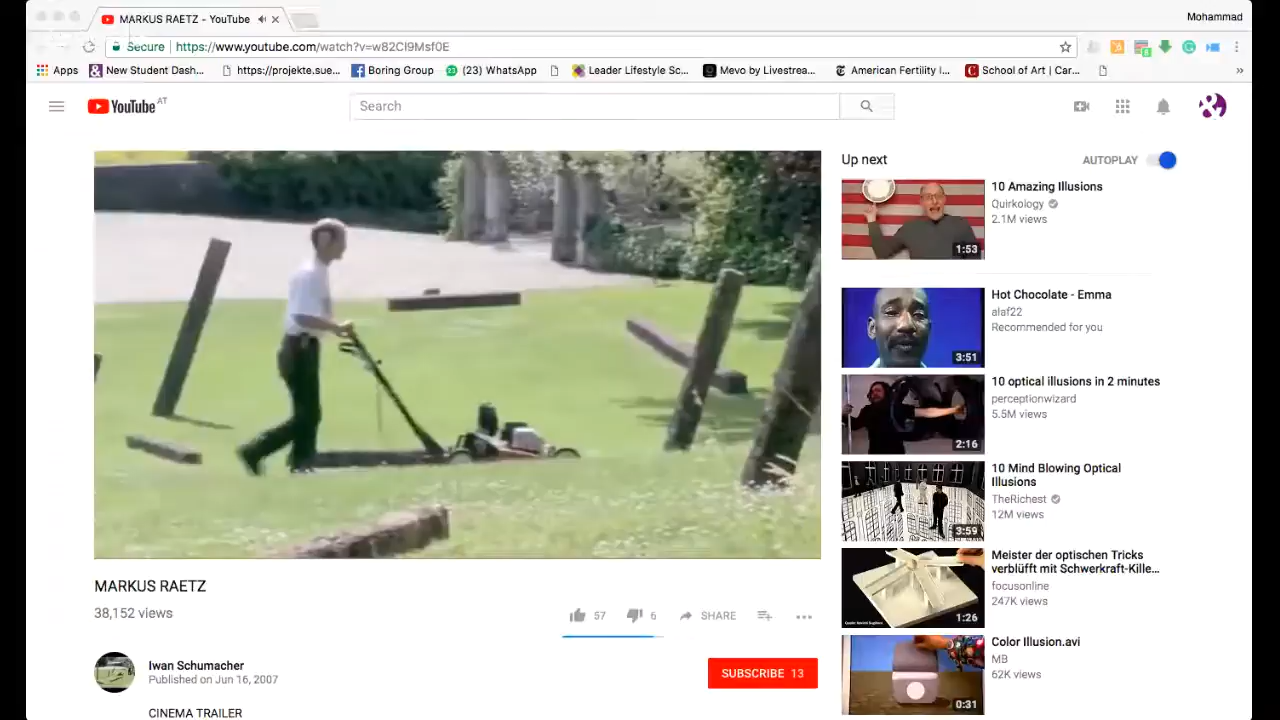 MARKUS RAETZ - YouTube
Mohammad
Secure https://www.youtube.com/watch?v=w82Cl9Msf0E
Apps New Student Dash... https://projekte.sue... Boring Group (23) WhatsApp Leader Lifestyle Sc... Mevo by Livestrea... American Fertility I... School of Art | Car... »
YouTube AT
Search
Up next
AUTOPLAY
10 Amazing Illusions
Quirkology
2.1M views
1:53
Hot Chocolate - Emma
alaf22
Recommended for you
3:51
10 optical illusions in 2 minutes
perceptionwizard
5.5M views
2:16
10 Mind Blowing Optical
Illusions
TheRichest
12M views
3:59
Meister der optischen Tricks
verblüfft mit Schwerkraft-Kille...
focusonline
247K views
1:26
Color Illusion.avi
MB
62K views
0:31
MARKUS RAETZ
38,152 views
57 6 SHARE
Iwan Schumacher
Published on Jun 16, 2007
SUBSCRIBE 13
CINEMA TRAILER